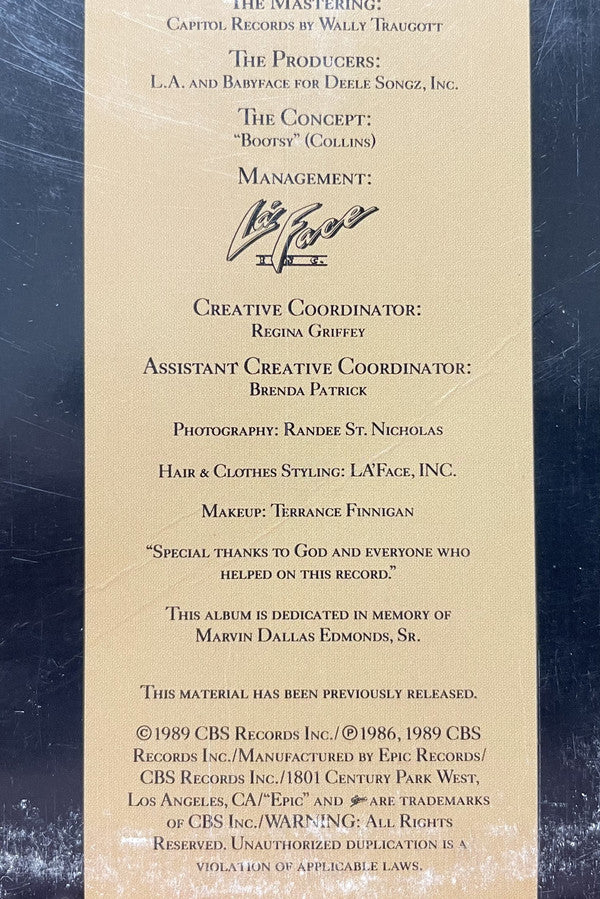 The Mastering:
Capitol Records by Wally Traugott
The Producers:
L.A. and Babyface for Deele Songz, Inc.
The Concept:
“Bootsy” (Collins)
Management:
La' Face
INC.
Creative Coordinator:
Regina Griffey
Assistant Creative Coordinator:
Brenda Patrick
Photography: Randee St. Nicholas
Hair & Clothes Styling: LA'Face, INC.
Makeup: Terrance Finnigan
“Special thanks to God and everyone who
helped on this record.”
This album is dedicated in memory of
Marvin Dallas Edmonds, Sr.
This material has been previously released.
©1989 CBS Records Inc./℗1986, 1989 CBS
Records Inc./Manufactured by Epic Records/
CBS Records Inc./1801 Century Park West,
Los Angeles, CA/“Epic” and are trademarks
of CBS Inc./WARNING: All Rights
Reserved. Unauthorized duplication is a
violation of applicable laws.